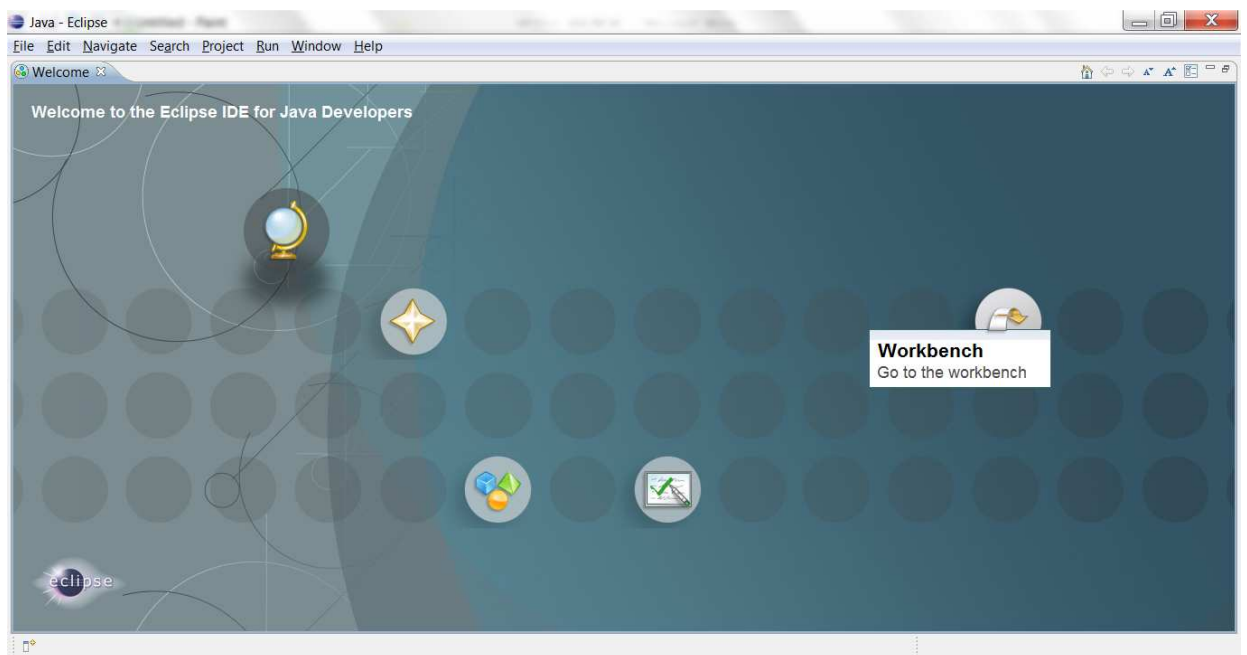 Java - Eclipse
File Edit Navigate Search Project Run Window Help
Welcome
Welcome to the Eclipse IDE for Java Developers
Workbench
Go to the workbench
eclipse